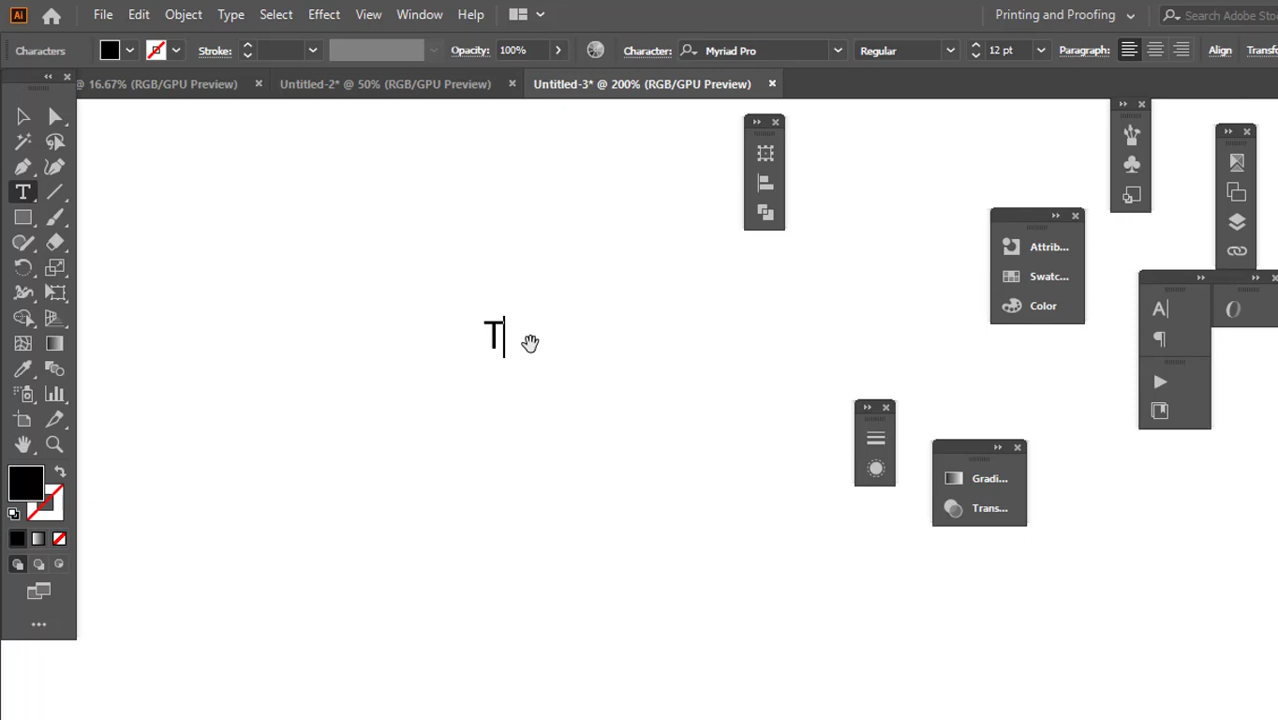 Ai File Edit Object Type Select Effect View Window Help Printing and Proofing Search Adobe Sto
Characters Stroke: Opacity: 100% Character: Myriad Pro Regular 12 pt Paragraph: Align Transfo
@ 16.67% (RGB/GPU Preview) Untitled-2* @ 50% (RGB/GPU Preview) Untitled-3* @ 200% (RGB/GPU Preview)
Attrib...
Swatc...
Color
T
Gradi...
Trans...